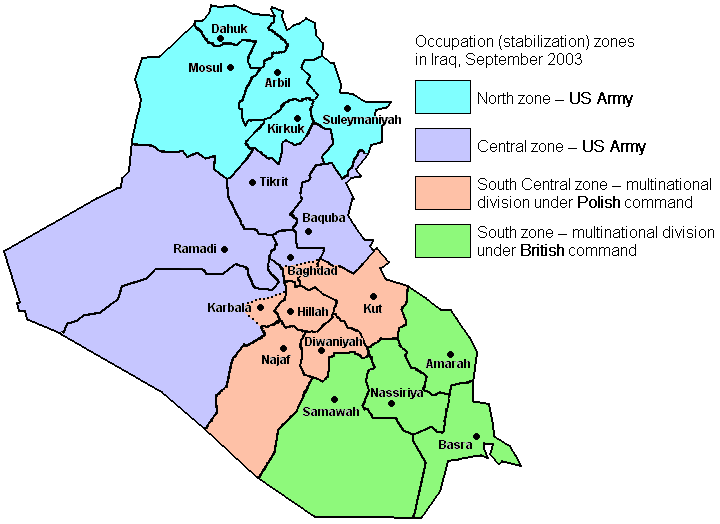 Dahuk
Mosul
Arbil
Kirkuk
Suleymaniyah
Tikrit
Baquba
Ramadi
Baghdad
Karbala
Hillah
Kut
Diwaniyah
Najaf
Amarah
Nassiriya
Samawah
Basra
Occupation (stabilization) zones
in Iraq, September 2003
North zone – US Army
Central zone – US Army
South Central zone – multinational
division under Polish command
South zone – multinational division
under British command